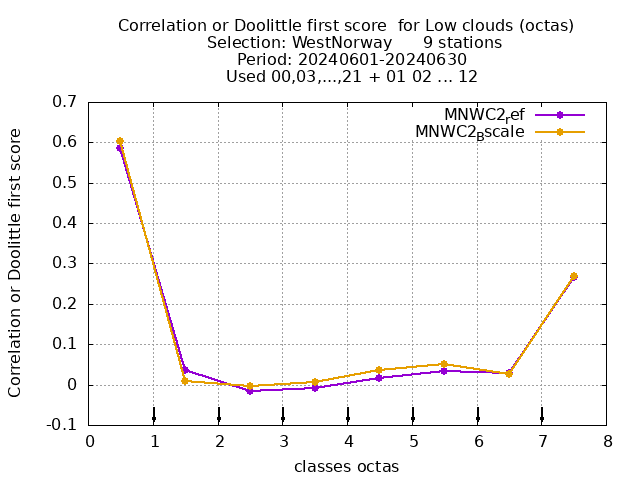 Correlation or Doolittle first score  for Low clouds (octas)
Selection: WestNorway      9 stations
Period: 20240601-20240630
Used 00,03,...,21 + 01 02 ... 12
MNWC2ref
MNWC2Bscale
Correlation or Doolittle first score
0.7
0.6
0.5
0.4
0.3
0.2
0.1
0
-0.1
0 1 2 3 4 5 6 7 8
classes octas